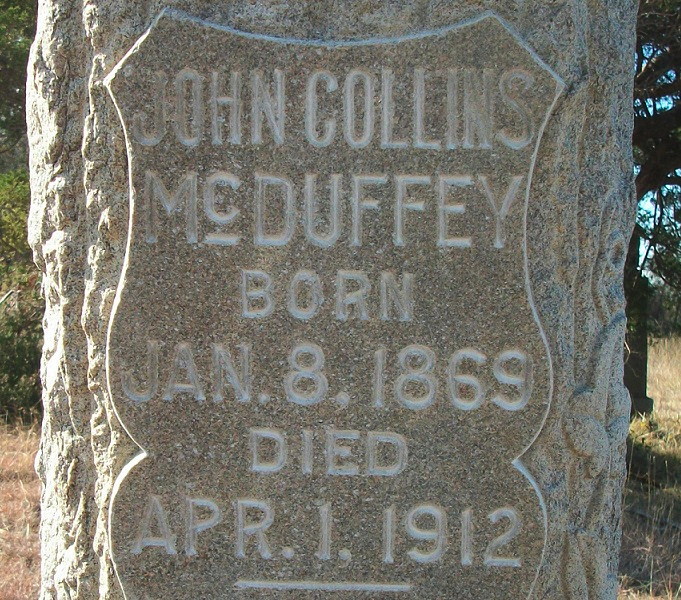 JOHN COLLINS
McDUFFEY
BORN
JAN. 8, 1869
DIED
APR. 1, 1912